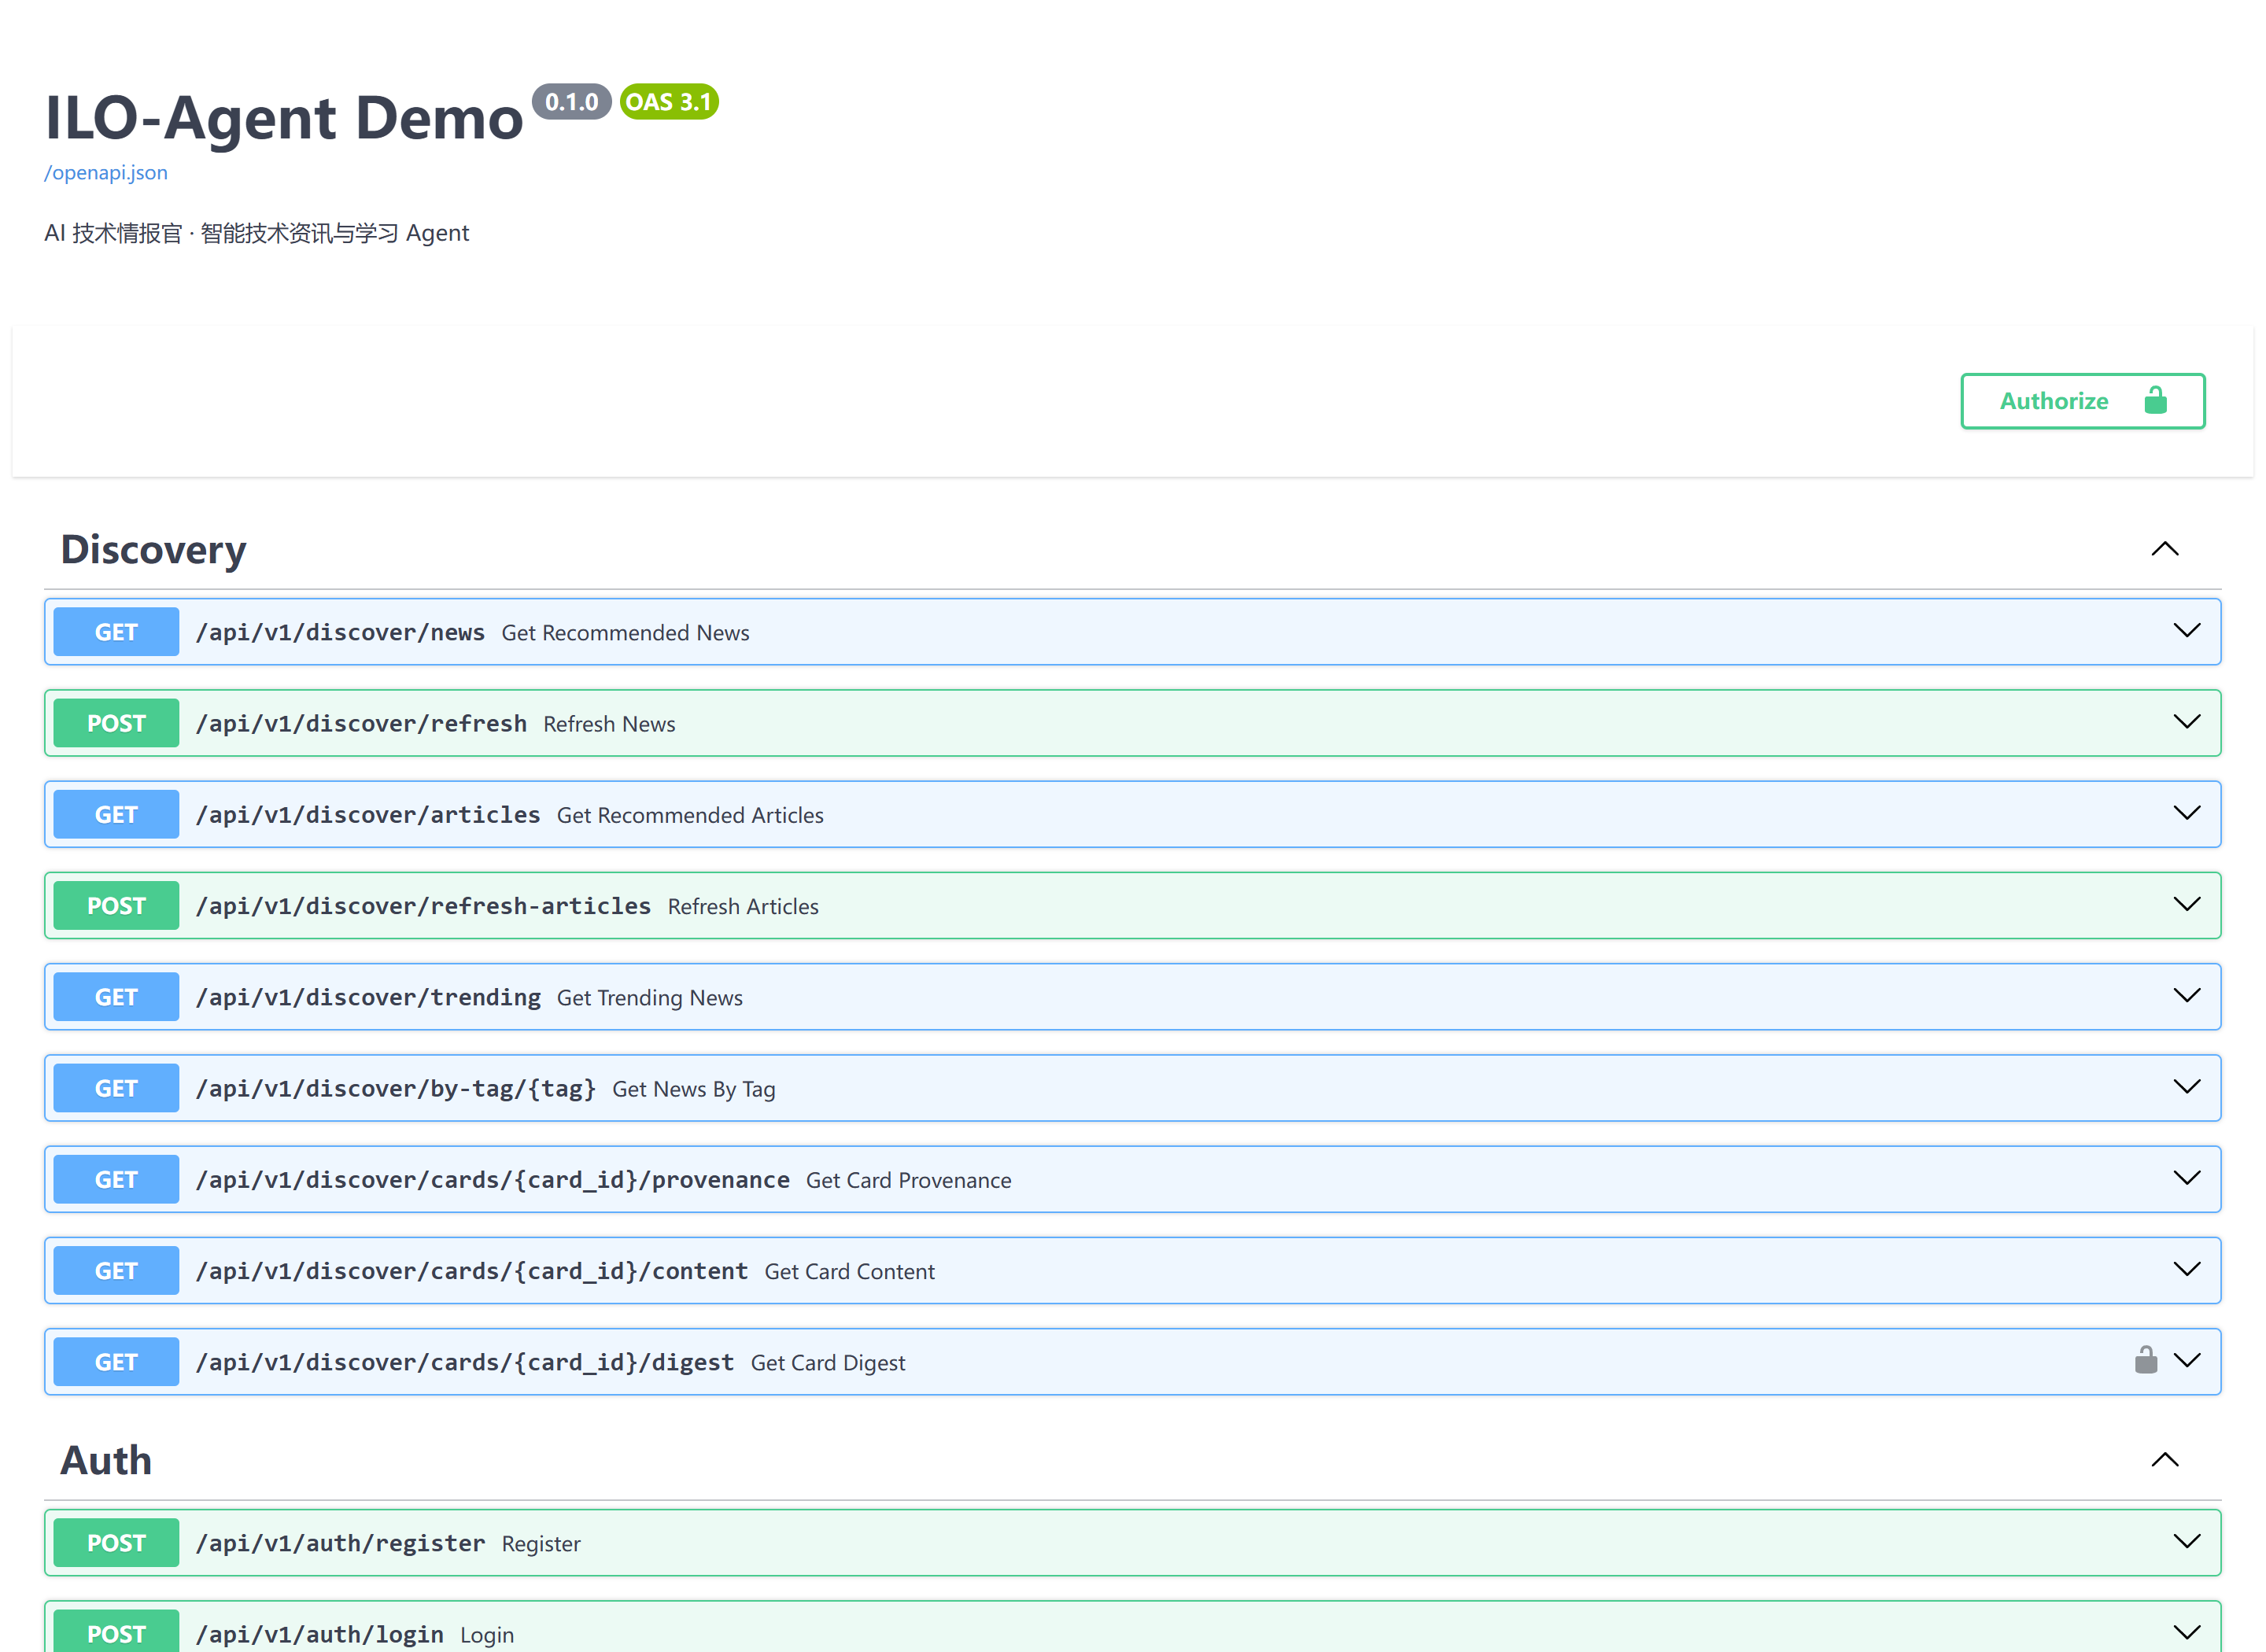 ILO-Agent Demo 0.1.0 OAS 3.1
/openapi.json
AI 技术情报官 · 智能技术资讯与学习 Agent
Authorize
Discovery
GET /api/v1/discover/news Get Recommended News
POST /api/v1/discover/refresh Refresh News
GET /api/v1/discover/articles Get Recommended Articles
POST /api/v1/discover/refresh-articles Refresh Articles
GET /api/v1/discover/trending Get Trending News
GET /api/v1/discover/by-tag/{tag} Get News By Tag
GET /api/v1/discover/cards/{card_id}/provenance Get Card Provenance
GET /api/v1/discover/cards/{card_id}/content Get Card Content
GET /api/v1/discover/cards/{card_id}/digest Get Card Digest
Auth
POST /api/v1/auth/register Register
POST /api/v1/auth/login Login